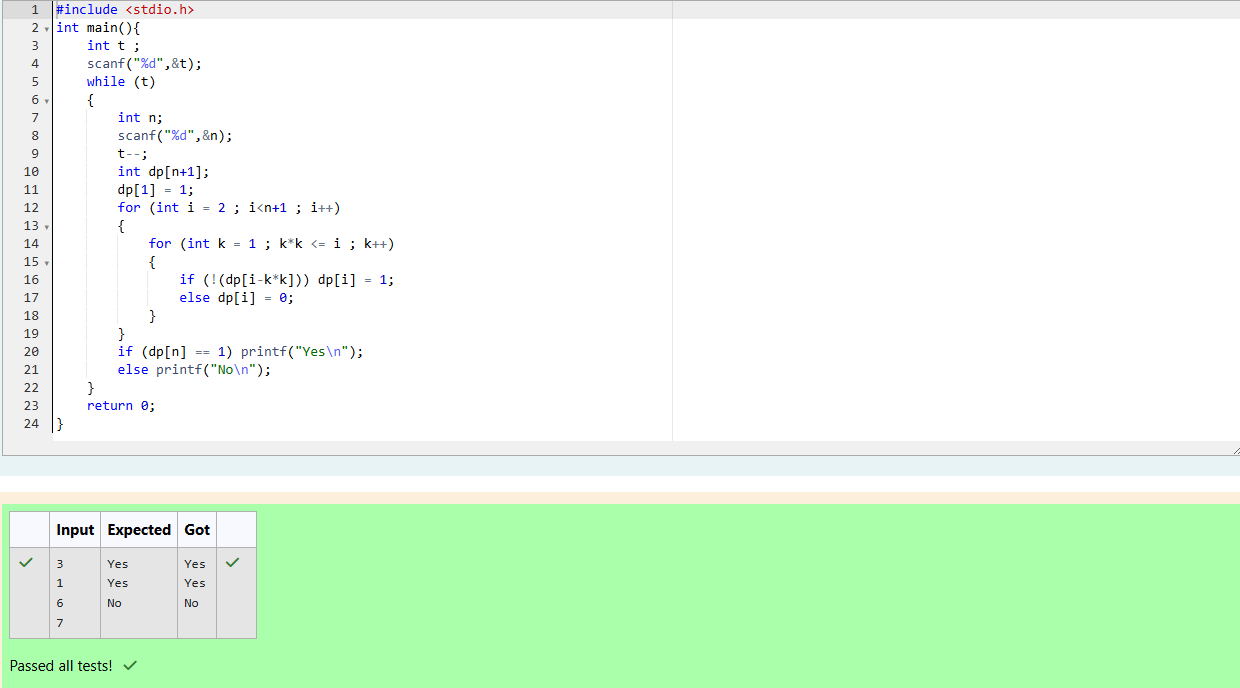 1 #include <stdio.h>
2 int main(){
3     int t ;
4     scanf("%d",&t);
5     while (t)
6     {
7         int n;
8         scanf("%d",&n);
9         t--;
10         int dp[n+1];
11         dp[1] = 1;
12         for (int i = 2 ; i<n+1 ; i++)
13         {
14             for (int k = 1 ; k*k <= i ; k++)
15             {
16                 if (!(dp[i-k*k])) dp[i] = 1;
17                 else dp[i] = 0;
18             }
19         }
20         if (dp[n] == 1) printf("Yes\n");
21         else printf("No\n");
22     }
23     return 0;
24 }
Input Expected Got
3 Yes Yes
1 Yes Yes
6 No No
7
Passed all tests!